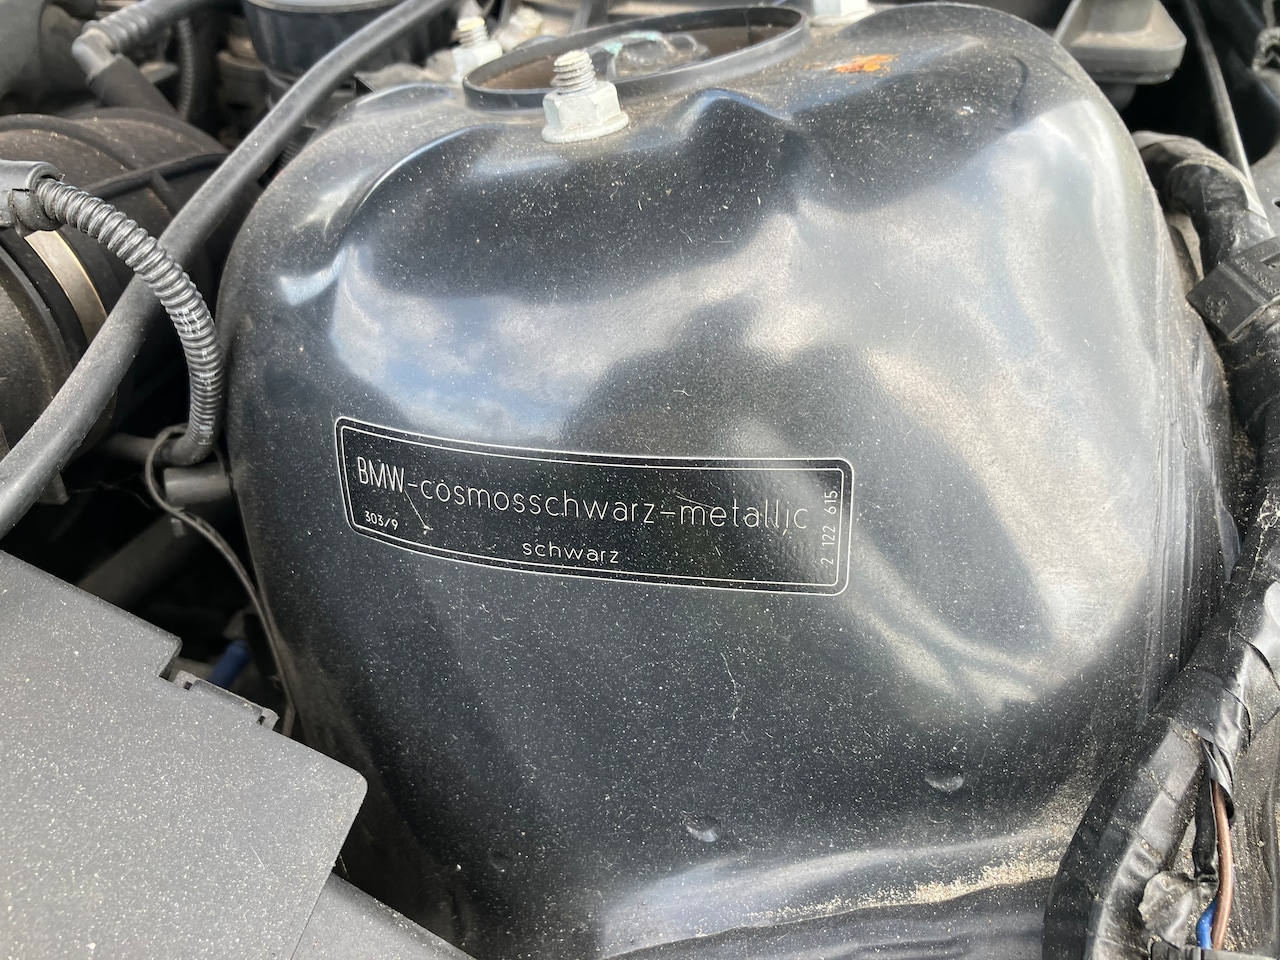 BMW-cosmosschwarz-metallic
303/9
schwarz
2 122 615